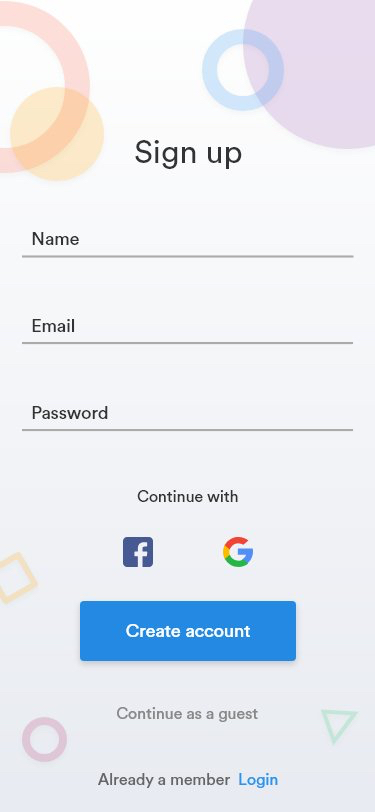 Sign up
Name
Email
Password
Continue with
Create account
Continue as a guest
Already a member Login